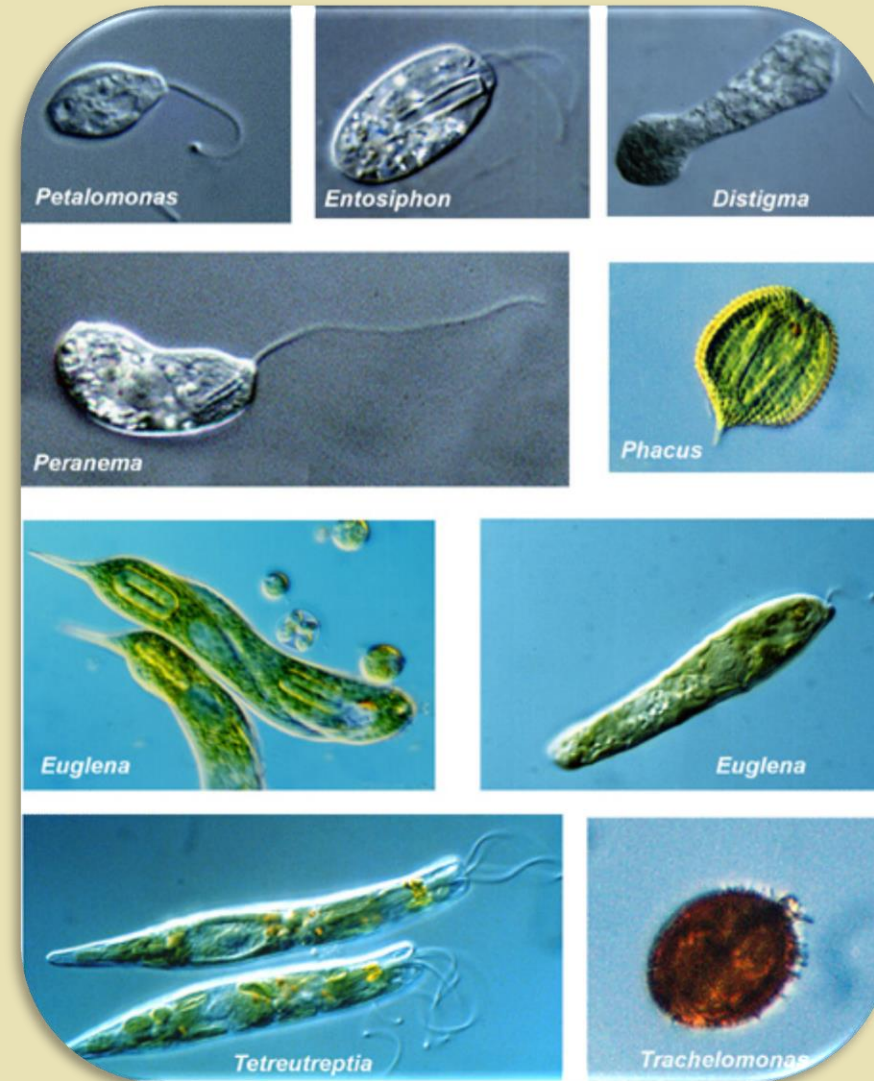 Petalomonas
Entosiphon
Distigma
Peranema
Phacus
Euglena
Euglena
Tetreutreptia
Trachelomonas